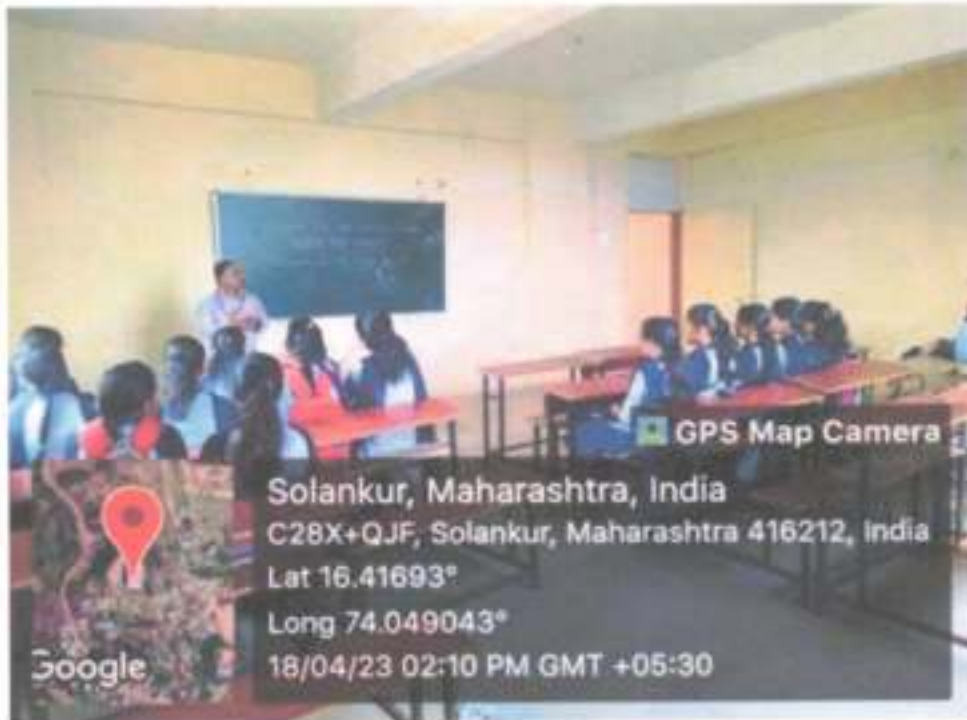 GPS Map Camera
Solankur, Maharashtra, India
C28X+QJF, Solankur, Maharashtra 416212, India
Lat 16.41693°
Long 74.049043°
18/04/23 02:10 PM GMT +05:30
Google